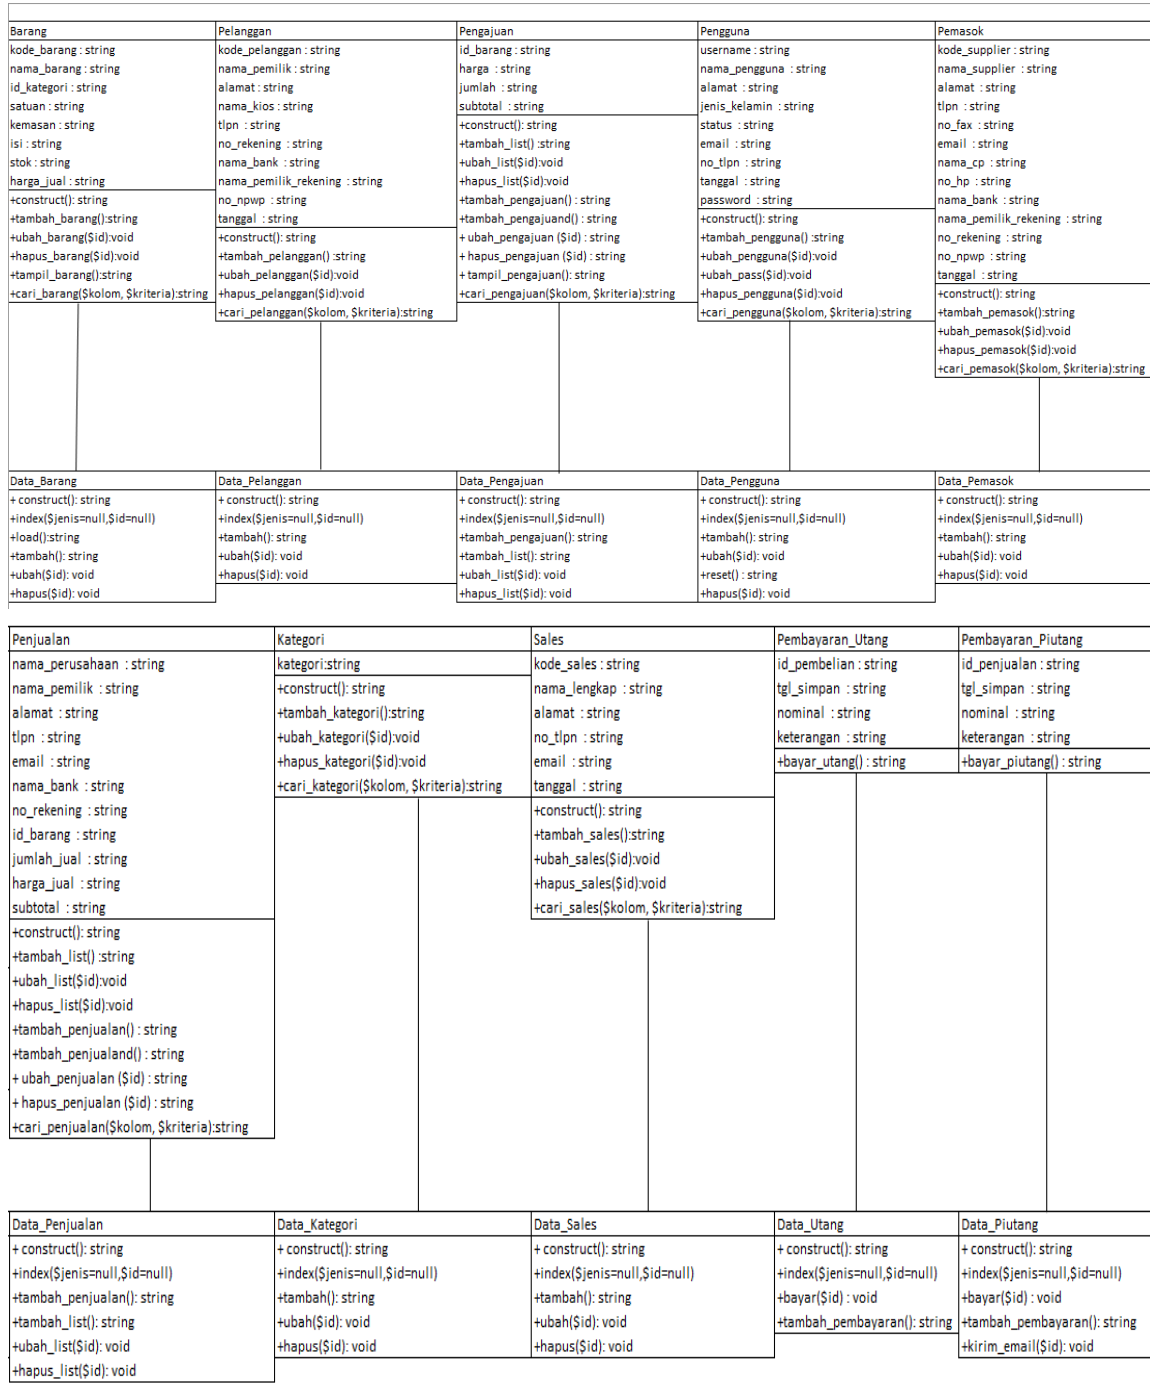 Barang
kode_barang : string
nama_barang : string
id_kategori : string
satuan : string
kemasan : string
isi : string
stok : string
harga_jual : string
+construct(): string
+tambah_barang():string
+ubah_barang($id):void
+hapus_barang($id):void
+tampil_barang():string
+cari_barang($kolom, $kriteria):string
Pelanggan
kode_pelanggan : string
nama_pemilik : string
alamat : string
nama_kios : string
tlpn : string
no_rekening : string
nama_bank : string
nama_pemilik_rekening : string
no_npwp : string
tanggal : string
+construct(): string
+tambah_pelanggan() :string
+ubah_pelanggan($id):void
+hapus_pelanggan($id):void
+cari_pelanggan($kolom, $kriteria):string
Pengajuan
id_barang : string
harga : string
jumlah : string
subtotal : string
+construct(): string
+tambah_list() :string
+ubah_list($id):void
+hapus_list($id):void
+tambah_pengajuan() : string
+tambah_pengajuand() : string
+ ubah_pengajuan ($id) : string
+ hapus_pengajuan ($id) : string
+ tampil_pengajuan(): string
+cari_pengajuan($kolom, $kriteria):string
Pengguna
username : string
nama_pengguna : string
alamat : string
jenis_kelamin : string
status : string
email : string
no_tlpn : string
tanggal : string
password : string
+construct() : string
+tambah_pengguna() : string
+ubah_pengguna($id):void
+ubah_pass($id):void
+hapus_pengguna($id):void
+cari_pengguna($kolom, $kriteria):string
Pemasok
kode_supplier : string
nama_supplier : string
alamat : string
tlpn : string
no_fax : string
email : string
nama_cp : string
no_hp : string
nama_bank : string
nama_pemilik_rekening : string
no_rekening : string
no_npwp : string
tanggal : string
+construct() : string
+tambah_pemasok():string
+ubah_pemasok($id):void
+hapus_pemasok($id):void
+cari_pemasok($kolom, $kriteria):string
Data_Barang
+ construct(): string
+index($jenis=null,$id=null)
+load():string
+tambah(): string
+ubah($id): void
+hapus($id): void
Data_Pelanggan
+ construct(): string
+index($jenis=null,$id=null)
+tambah(): string
+ubah($id): void
+hapus($id): void
Data_Pengajuan
+ construct(): string
+index($jenis=null,$id=null)
+tambah_pengajuan(): string
+tambah_list(): string
+ubah_list($id): void
+hapus_list($id): void
Data_Pengguna
+ construct(): string
+index($jenis=null,$id=null)
+tambah(): string
+ubah($id): void
+reset() : string
+hapus($id): void
Data_Pemasok
+ construct(): string
+index($jenis=null,$id=null)
+tambah(): string
+ubah($id): void
+hapus($id): void
Penjualan
nama_perusahaan : string
nama_pemilik : string
alamat : string
tlpn : string
email : string
nama_bank : string
no_rekening : string
id_barang : string
jumlah_jual : string
harga_jual : string
subtotal : string
+construct(): string
+tambah_list() :string
+ubah_list($id):void
+hapus_list($id):void
+tambah_penjualan() : string
+tambah_penjualand() : string
+ ubah_penjualan ($id) : string
+ hapus_penjualan ($id) : string
+cari_penjualan($kolom, $kriteria):string
Kategori
kategori:string
+construct(): string
+tambah_kategori():string
+ubah_kategori($id):void
+hapus_kategori($id):void
+cari_kategori($kolom, $kriteria):string
Sales
kode_sales : string
nama_lengkap : string
alamat : string
no_tlpn : string
email : string
tanggal : string
+construct(): string
+tambah_sales():string
+ubah_sales($id):void
+hapus_sales($id):void
+cari_sales($kolom, $kriteria):string
Pembayaran_Utang
id_pembelian : string
tgl_simpan : string
nominal : string
keterangan : string
+bayar_utang() : string
Pembayaran_Piutang
id_penjualan : string
tgl_simpan : string
nominal : string
keterangan : string
+bayar_piutang() : string
Data_Penjualan
+ construct(): string
+index($jenis=null,$id=null)
+tambah_penjualan(): string
+tambah_list(): string
+ubah_list($id): void
+hapus_list($id): void
Data_Kategori
+ construct(): string
+index($jenis=null,$id=null)
+tambah(): string
+ubah($id): void
+hapus($id): void
Data_Sales
+ construct(): string
+index($jenis=null,$id=null)
+tambah(): string
+ubah($id): void
+hapus($id): void
Data_Utang
+ construct(): string
+index($jenis=null,$id=null)
+bayar($id) : void
+tambah_pembayaran(): string
Data_Piutang
+ construct(): string
+index($jenis=null,$id=null)
+bayar($id) : void
+tambah_pembayaran(): string
+kirim_email($id): void